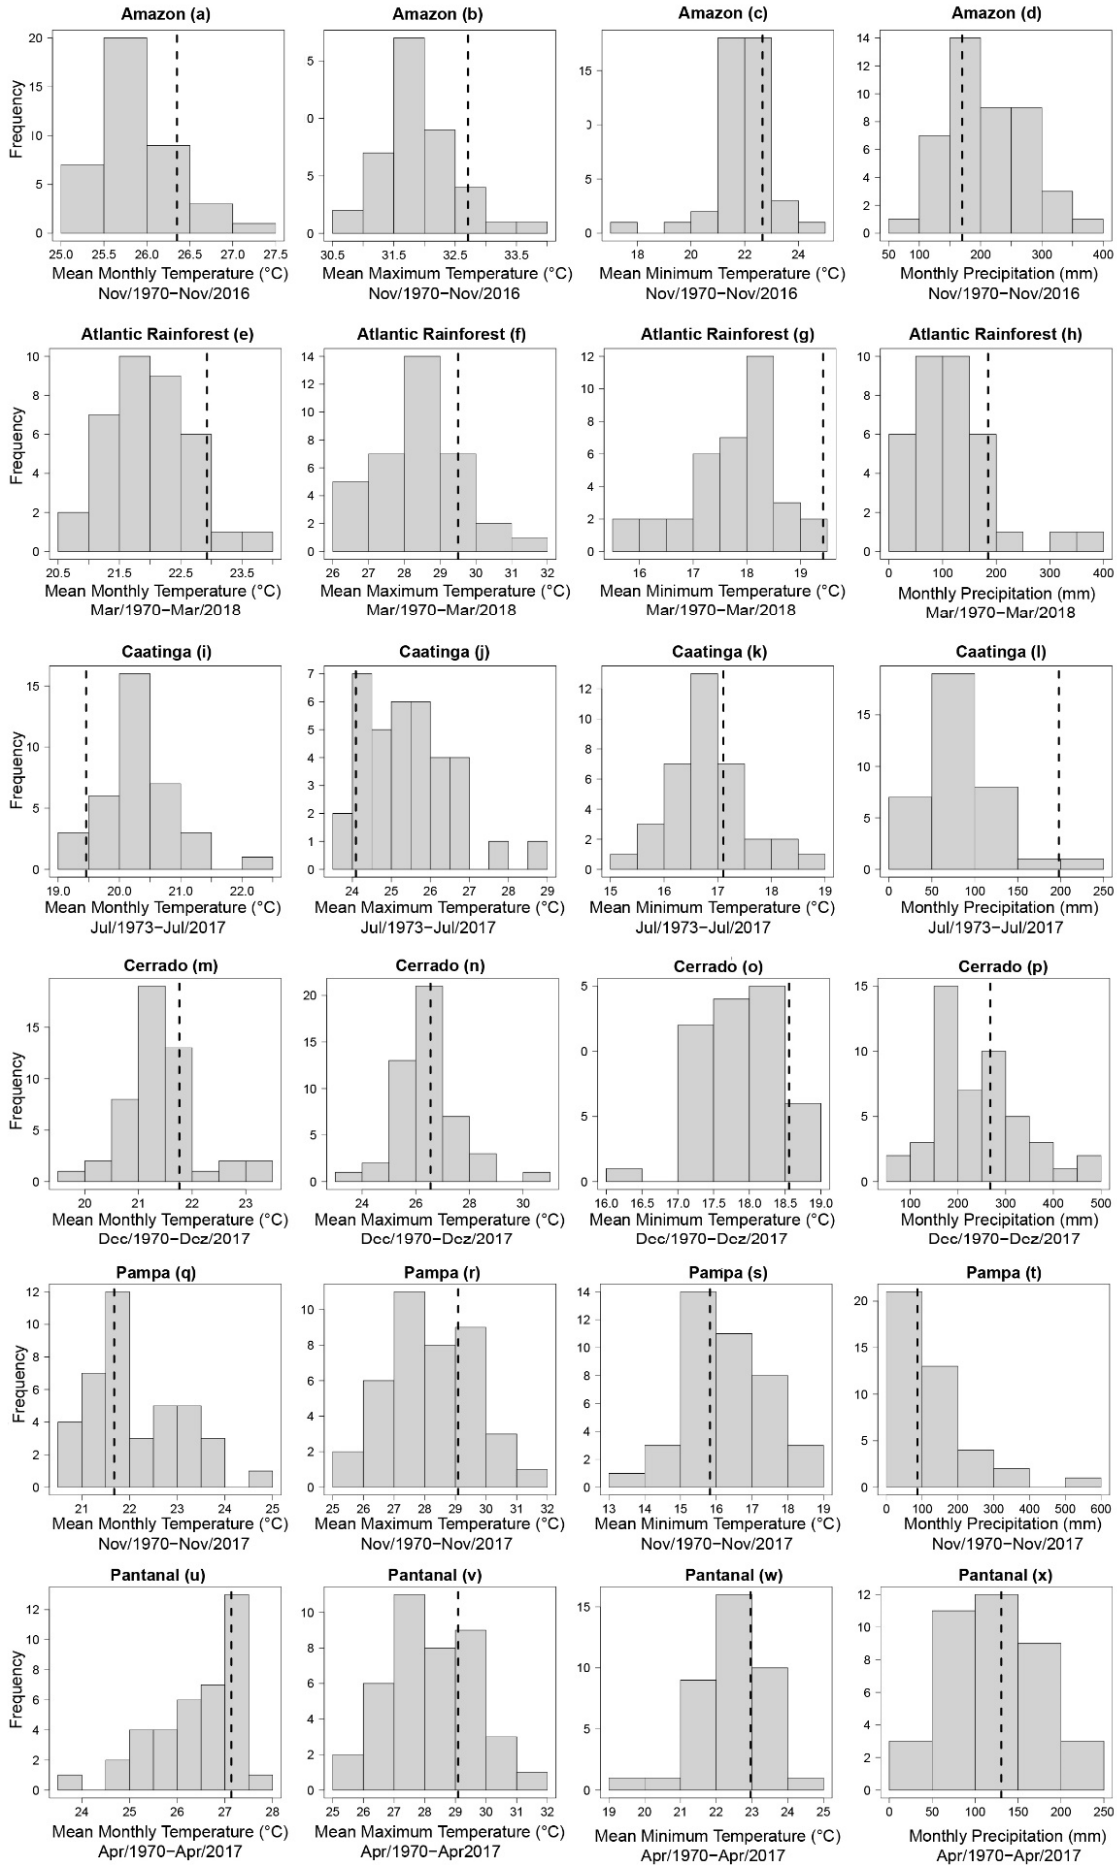 Amazon (a)
Frequency
20
15
10
5
0
25.0 25.5 26.0 26.5 27.0 27.5
Mean Monthly Temperature (°C)
Nov/1970−Nov/2016
Amazon (b)
5
0
5
0
30.5 31.5 32.5 33.5
Mean Maximum Temperature (°C)
Nov/1970−Nov/2016
Amazon (c)
15
5
0
18 20 22 24
Mean Minimum Temperature (°C)
Nov/1970−Nov/2016
Amazon (d)
14
12
10
8
6
4
2
0
50 100 200 300 400
Monthly Precipitation (mm)
Nov/1970−Nov/2016
Atlantic Rainforest (e)
Frequency
10
8
6
4
2
0
20.5 21.5 22.5 23.5
Mean Monthly Temperature (°C)
Mar/1970−Mar/2018
Atlantic Rainforest (f)
14
12
10
8
6
4
2
0
26 27 28 29 30 31 32
Mean Maximum Temperature (°C)
Mar/1970−Mar/2018
Atlantic Rainforest (g)
12
10
8
6
4
2
0
16 17 18 19
Mean Minimum Temperature (°C)
Mar/1970−Mar/2018
Atlantic Rainforest (h)
10
8
6
4
2
0
0 100 200 300 400
Monthly Precipitation (mm)
Mar/1970−Mar/2018
Caatinga (i)
Frequency
15
10
5
0
19.0 20.0 21.0 22.0
Mean Monthly Temperature (°C)
Jul/1973−Jul/2017
Caatinga (j)
7
6
5
4
3
2
1
0
24 25 26 27 28 29
Mean Maximum Temperature (°C)
Jul/1973−Jul/2017
Caatinga (k)
12
10
8
6
4
2
0
15 16 17 18 19
Mean Minimum Temperature (°C)
Jul/1973−Jul/2017
Caatinga (l)
15
10
5
0
0 50 100 150 200 250
Monthly Precipitation (mm)
Jul/1973−Jul/2017
Cerrado (m)
Frequency
15
10
5
0
20 21 22 23
Mean Monthly Temperature (°C)
Dec/1970−Dez/2017
Cerrado (n)
20
15
10
5
0
24 26 28 30
Mean Maximum Temperature (°C)
Dec/1970−Dez/2017
Cerrado (o)
5
0
5
0
16.0 16.5 17.0 17.5 18.0 18.5 19.0
Mean Minimum Temperature (°C)
Dec/1970−Dez/2017
Cerrado (p)
15
10
5
0
100 200 300 400 500
Monthly Precipitation (mm)
Dec/1970−Dez/2017
Pampa (q)
Frequency
12
10
8
6
4
2
0
21 22 23 24 25
Mean Monthly Temperature (°C)
Nov/1970−Nov/2017
Pampa (r)
10
8
6
4
2
0
25 26 27 28 29 30 31 32
Mean Maximum Temperature (°C)
Nov/1970−Nov/2017
Pampa (s)
14
12
10
8
6
4
2
0
13 14 15 16 17 18 19
Mean Minimum Temperature (°C)
Nov/1970−Nov/2017
Pampa (t)
20
15
10
5
0
0 100 200 300 400 500 600
Monthly Precipitation (mm)
Nov/1970−Nov/2017
Pantanal (u)
Frequency
12
10
8
6
4
2
0
24 25 26 27 28
Mean Monthly Temperature (°C)
Apr/1970−Apr/2017
Pantanal (v)
10
8
6
4
2
0
25 26 27 28 29 30 31 32
Mean Maximum Temperature (°C)
Apr/1970−Apr2017
Pantanal (w)
15
10
5
0
19 20 21 22 23 24 25
Mean Minimum Temperature (°C)
Apr/1970−Apr/2017
Pantanal (x)
12
10
8
6
4
2
0
0 50 100 150 200 250
Monthly Precipitation (mm)
Apr/1970−Apr/2017